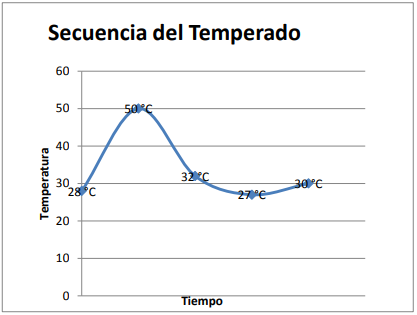 Secuencia del Temperado
Temperatura
60
50
40
30
20
10
0
28 °C
50 °C
32 °C
27 °C
30 °C
Tiempo